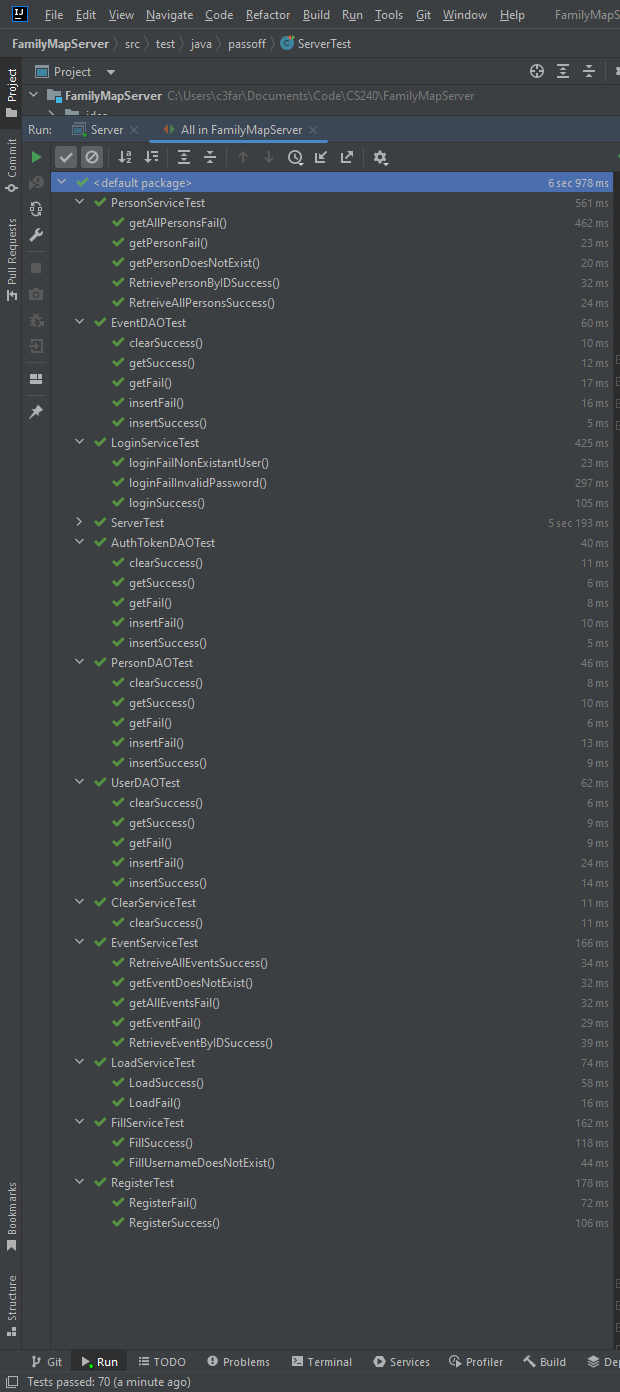 File Edit View Navigate Code Refactor Build Run Tools Git Window Help FamilyMapS
FamilyMapServer src test java passoff ServerTest
Project
FamilyMapServer C:\Users\c3far\Documents\Code\CS240\FamilyMapServer
Run: Server All in FamilyMapServer
<default package> 6 sec 978 ms
PersonServiceTest 561 ms
getAllPersonsFail() 462 ms
getPersonFail() 23 ms
getPersonDoesNotExist() 20 ms
RetrievePersonByIDSuccess() 32 ms
RetreiveAllPersonsSuccess() 24 ms
EventDAOTest 60 ms
clearSuccess() 10 ms
getSuccess() 12 ms
getFail() 17 ms
insertFail() 16 ms
insertSuccess() 5 ms
LoginServiceTest 425 ms
loginFailNonExistantUser() 23 ms
loginFailInvalidPassword() 297 ms
loginSuccess() 105 ms
ServerTest 5 sec 193 ms
AuthTokenDAOTest 40 ms
clearSuccess() 11 ms
getSuccess() 6 ms
getFail() 8 ms
insertFail() 10 ms
insertSuccess() 5 ms
PersonDAOTest 46 ms
clearSuccess() 8 ms
getSuccess() 10 ms
getFail() 6 ms
insertFail() 13 ms
insertSuccess() 9 ms
UserDAOTest 62 ms
clearSuccess() 6 ms
getSuccess() 9 ms
getFail() 9 ms
insertFail() 24 ms
insertSuccess() 14 ms
ClearServiceTest 11 ms
clearSuccess() 11 ms
EventServiceTest 166 ms
RetreiveAllEventsSuccess() 34 ms
getEventDoesNotExist() 32 ms
getAllEventsFail() 32 ms
getEventFail() 29 ms
RetrieveEventByIDSuccess() 39 ms
LoadServiceTest 74 ms
LoadSuccess() 58 ms
LoadFail() 16 ms
FillServiceTest 162 ms
FillSuccess() 118 ms
FillUsernameDoesNotExist() 44 ms
RegisterTest 178 ms
RegisterFail() 72 ms
RegisterSuccess() 106 ms
Project
Commit
Pull Requests
Bookmarks
Structure
Git Run TODO Problems Terminal Services Profiler Build De
Tests passed: 70 (a minute ago)